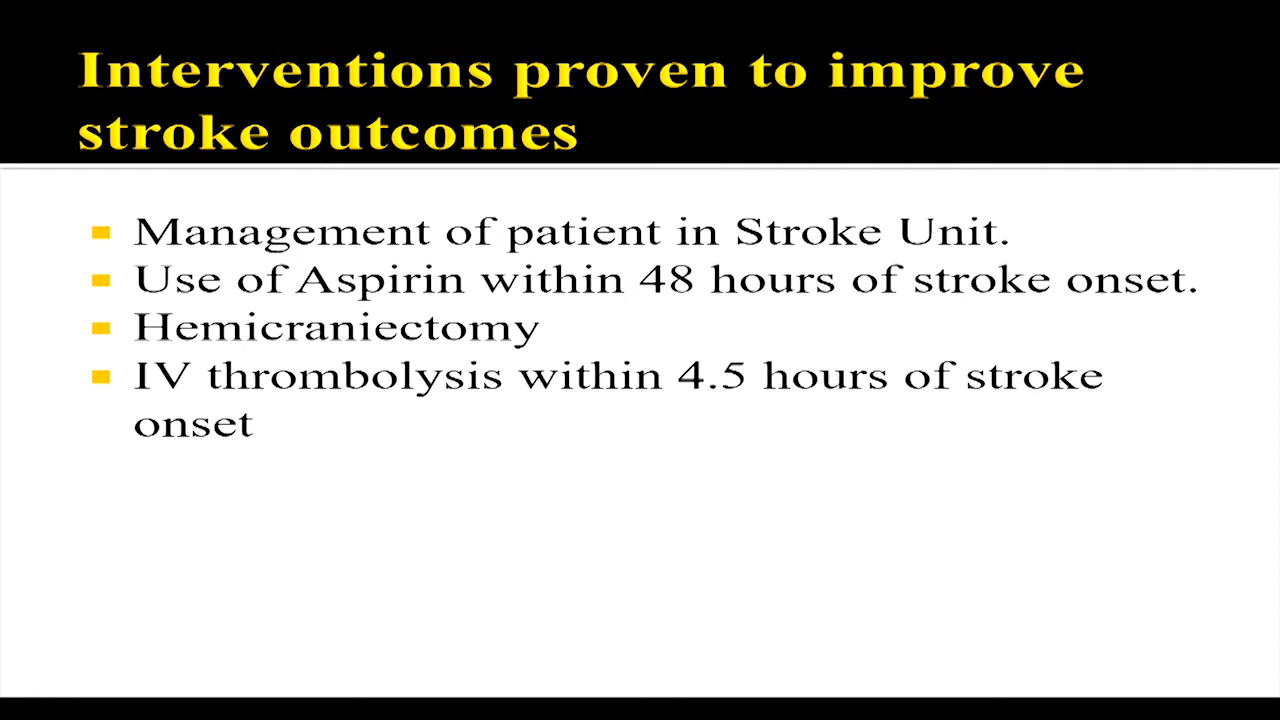 Interventions proven to improve
stroke outcomes
Management of patient in Stroke Unit.
Use of Aspirin within 48 hours of stroke onset.
Hemicraniectomy
IV thrombolysis within 4.5 hours of stroke
onset